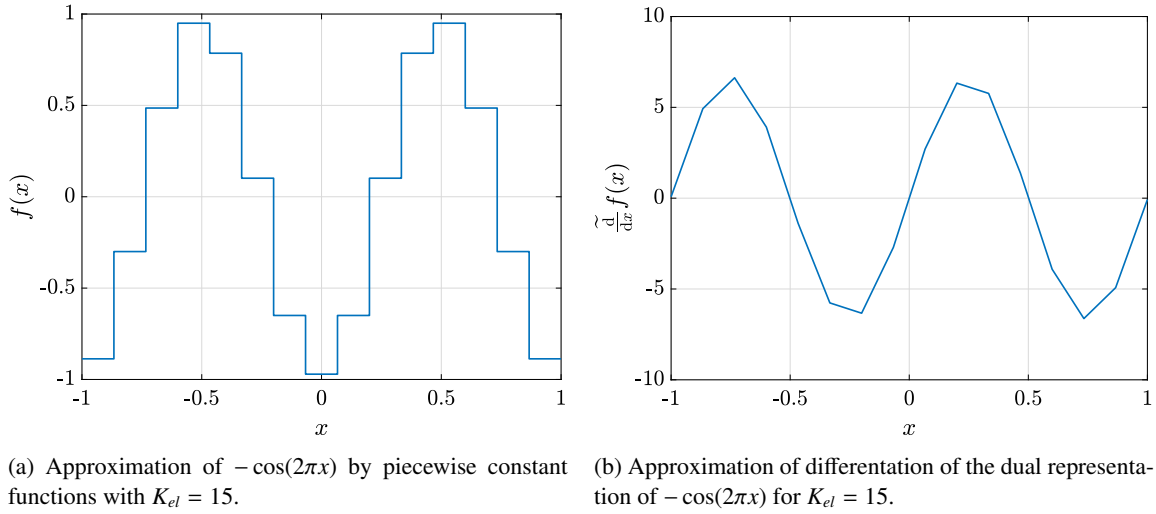 1
0.5
0
-0.5
-1
f(x)
-1
-0.5
0
0.5
1
x
10
5
0
-5
-10
d̃/dx f(x)
-1
-0.5
0
0.5
1
x
(a) Approximation of − cos(2πx) by piecewise constant
functions with K_el = 15.
(b) Approximation of differentation of the dual representa-
tion of − cos(2πx) for K_el = 15.